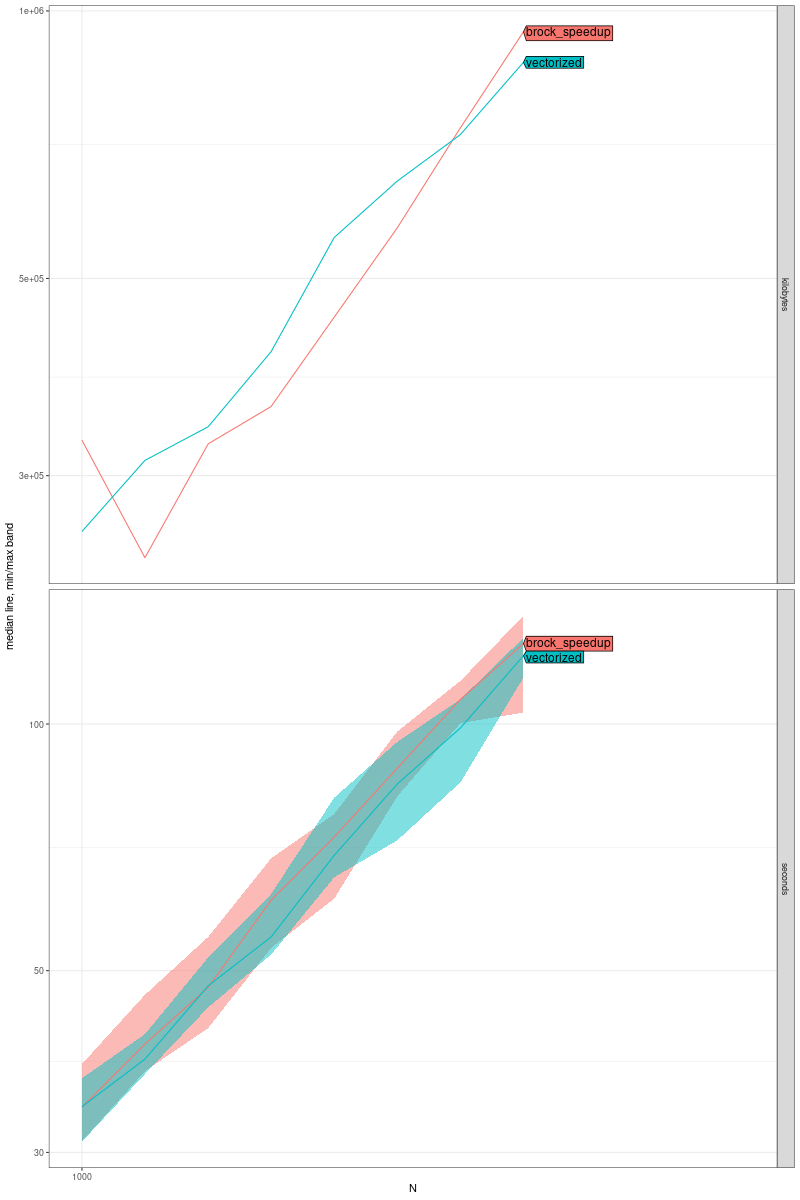 1e+06
brock_speedup
vectorized
5e+05
kilobytes
3e+05
median line, min/max band
brock_speedup
vectorized
100
seconds
50
30
1000
N